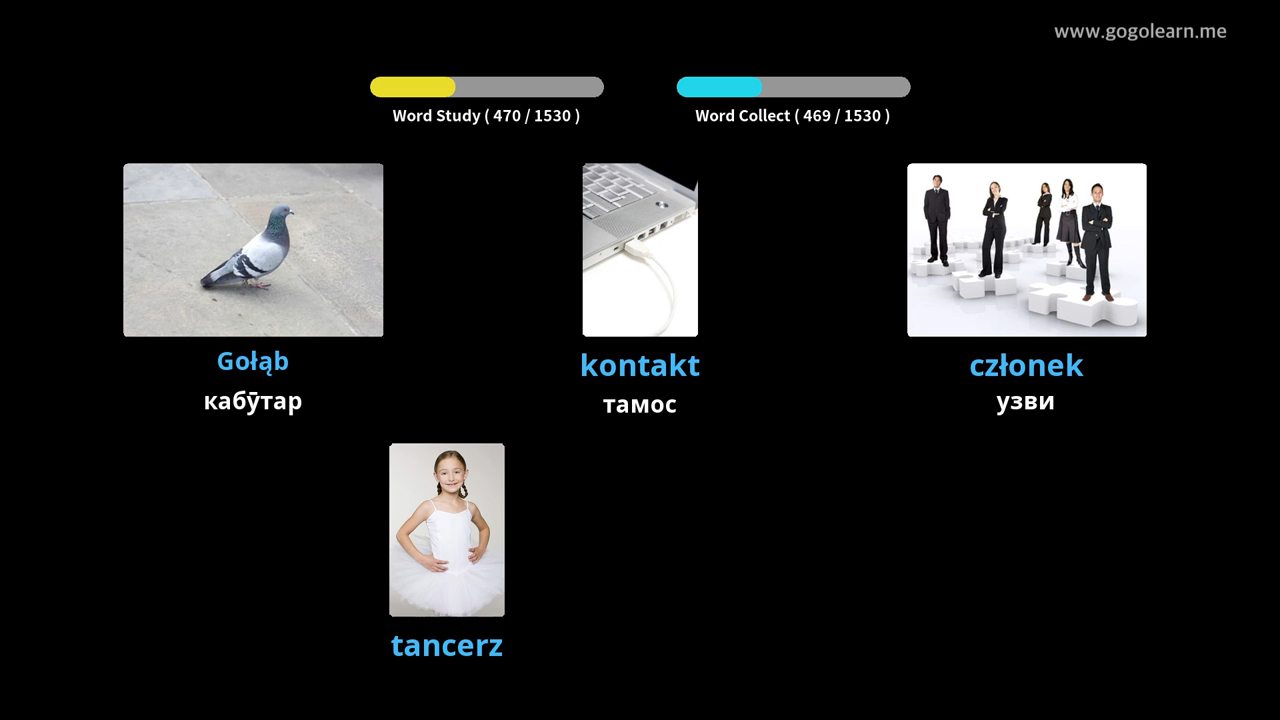 www.gogolearn.me
Word Study ( 470 / 1530 )
Word Collect ( 469 / 1530 )
Gołąb
кабӯтар
kontakt
тамос
członek
узви
tancerz